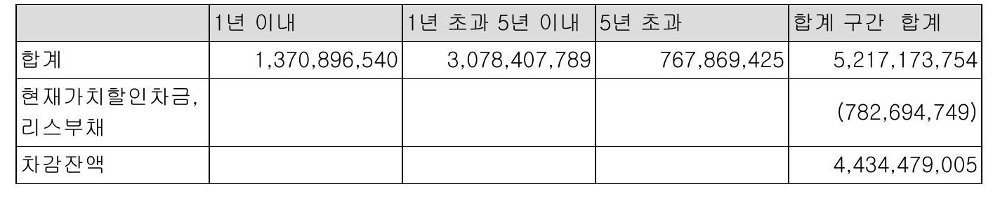 1년 이내 1년 초과 5년 이내 5년 초과 합계 구간  합계
합계 1,370,896,540 3,078,407,789 767,869,425 5,217,173,754
현재가치할인차금,
리스부채 (782,694,749)
차감잔액 4,434,479,005